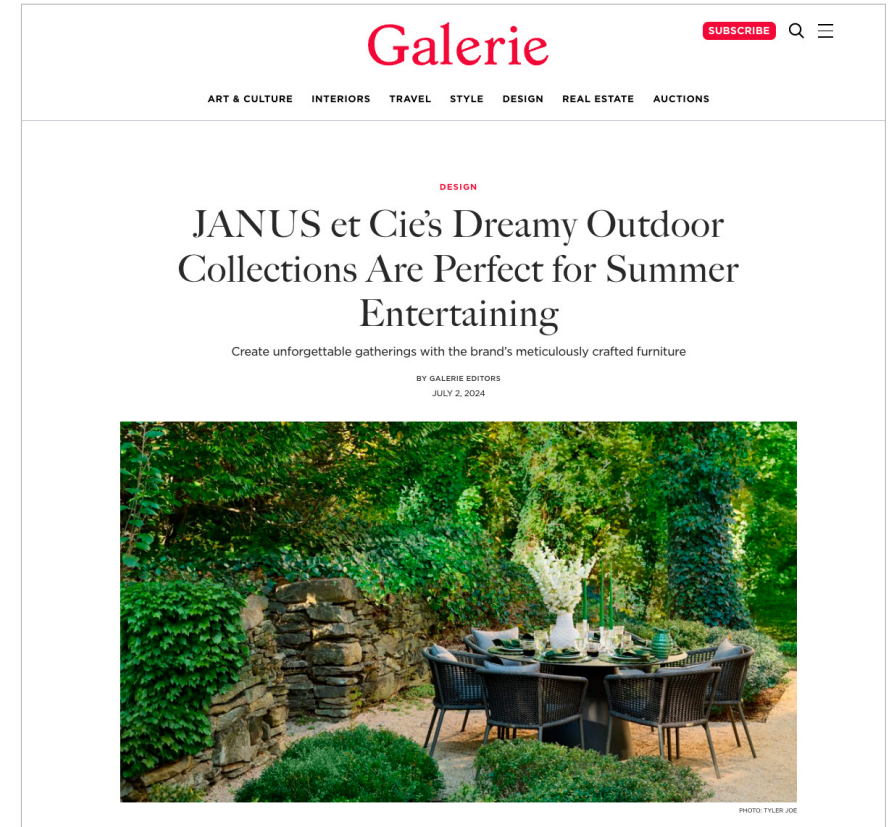 Galerie
SUBSCRIBE
ART & CULTURE INTERIORS TRAVEL STYLE DESIGN REAL ESTATE AUCTIONS
DESIGN
JANUS et Cie’s Dreamy Outdoor
Collections Are Perfect for Summer
Entertaining
Create unforgettable gatherings with the brand’s meticulously crafted furniture
BY GALERIE EDITORS
JULY 2, 2024
PHOTO: TYLER JOE